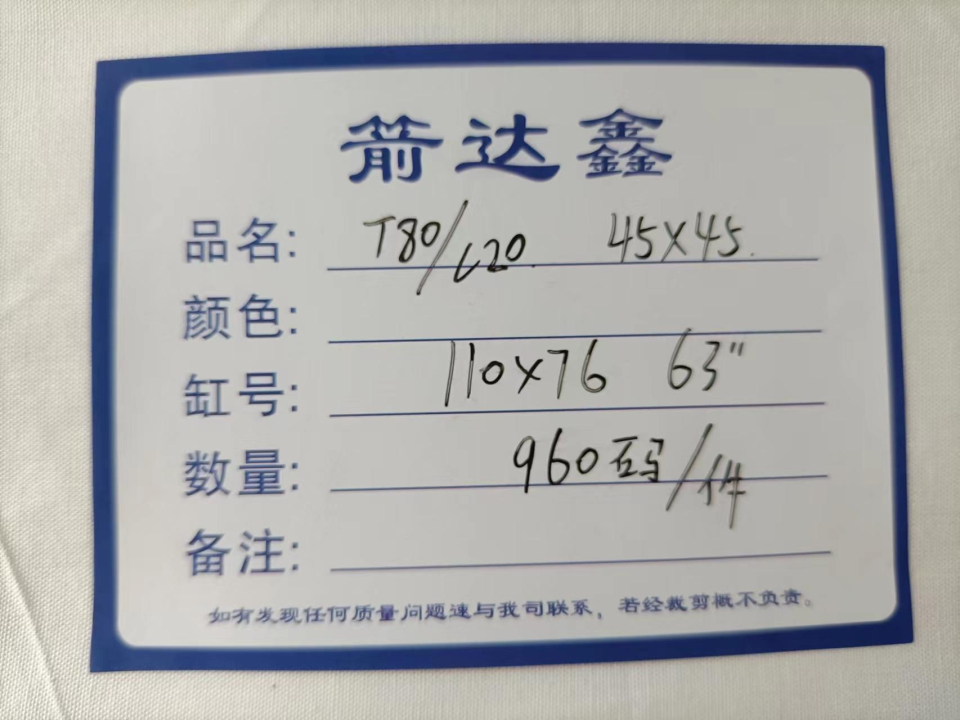 箭达鑫
品名: T80/C20 45X45.
颜色:
缸号: 110X76 63"
数量: 960码/件
备注:
如有发现任何质量问题速与我司联系，若经裁剪概不负责。